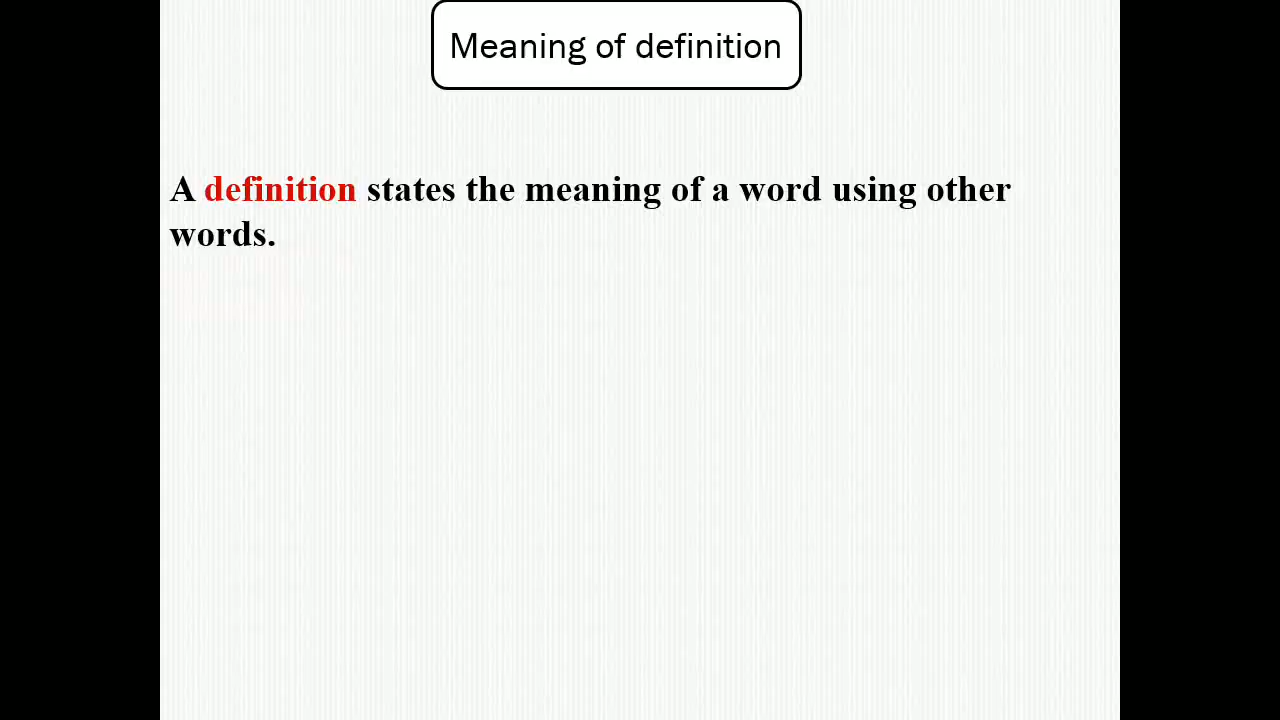 Meaning of definition
A definition states the meaning of a word using other
words.